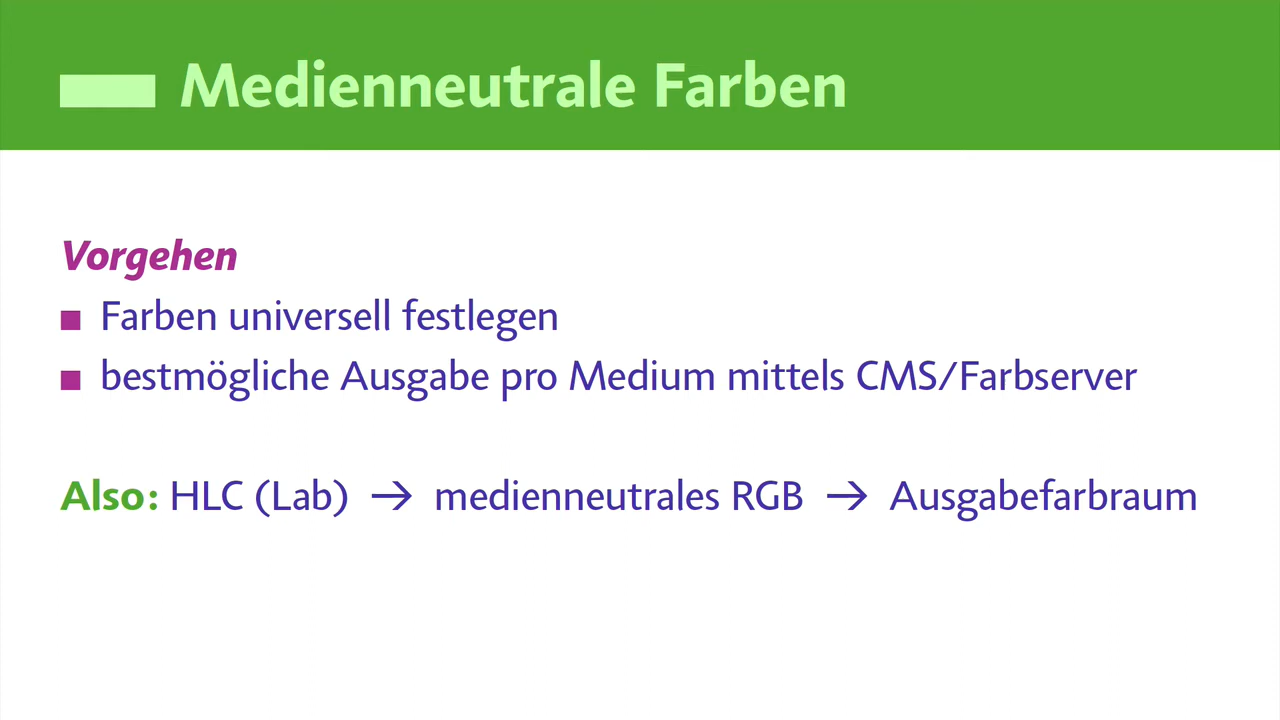 Medienneutrale Farben
Vorgehen
■ Farben universell festlegen
■ bestmögliche Ausgabe pro Medium mittels CMS/Farbserver
Also: HLC (Lab) → medienneutrales RGB → Ausgabefarbraum